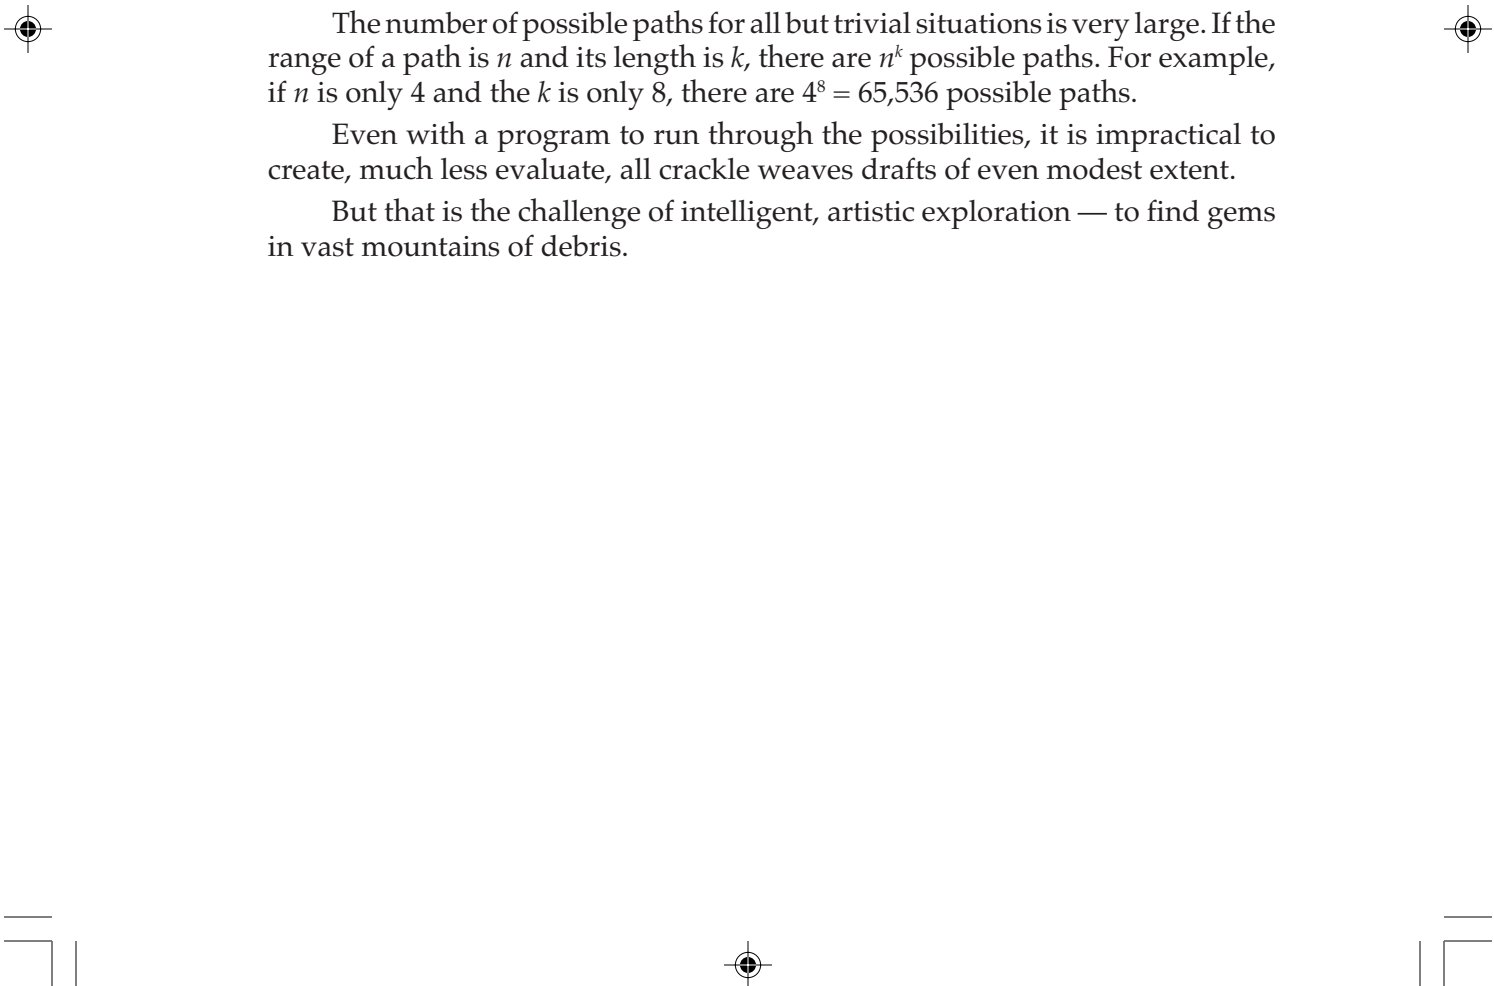 The number of possible paths for all but trivial situations is very large. If the
range of a path is n and its length is k, there are nᵏ possible paths. For example,
if n is only 4 and the k is only 8, there are 4⁸ = 65,536 possible paths.
Even with a program to run through the possibilities, it is impractical to
create, much less evaluate, all crackle weaves drafts of even modest extent.
But that is the challenge of intelligent, artistic exploration — to find gems
in vast mountains of debris.